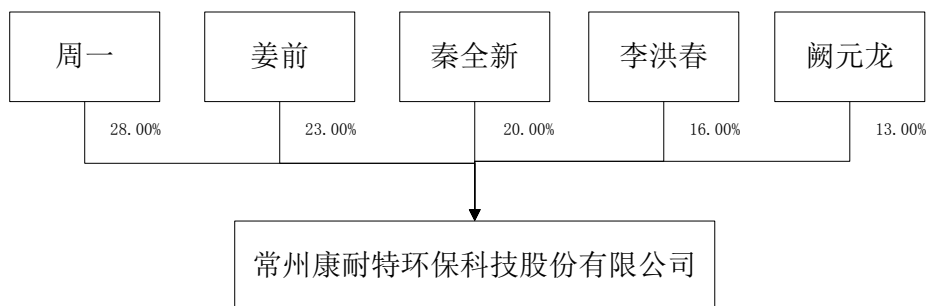 周一 姜前 秦全新 李洪春 阙元龙
28.00% 23.00% 20.00% 16.00% 13.00%
常州康耐特环保科技股份有限公司